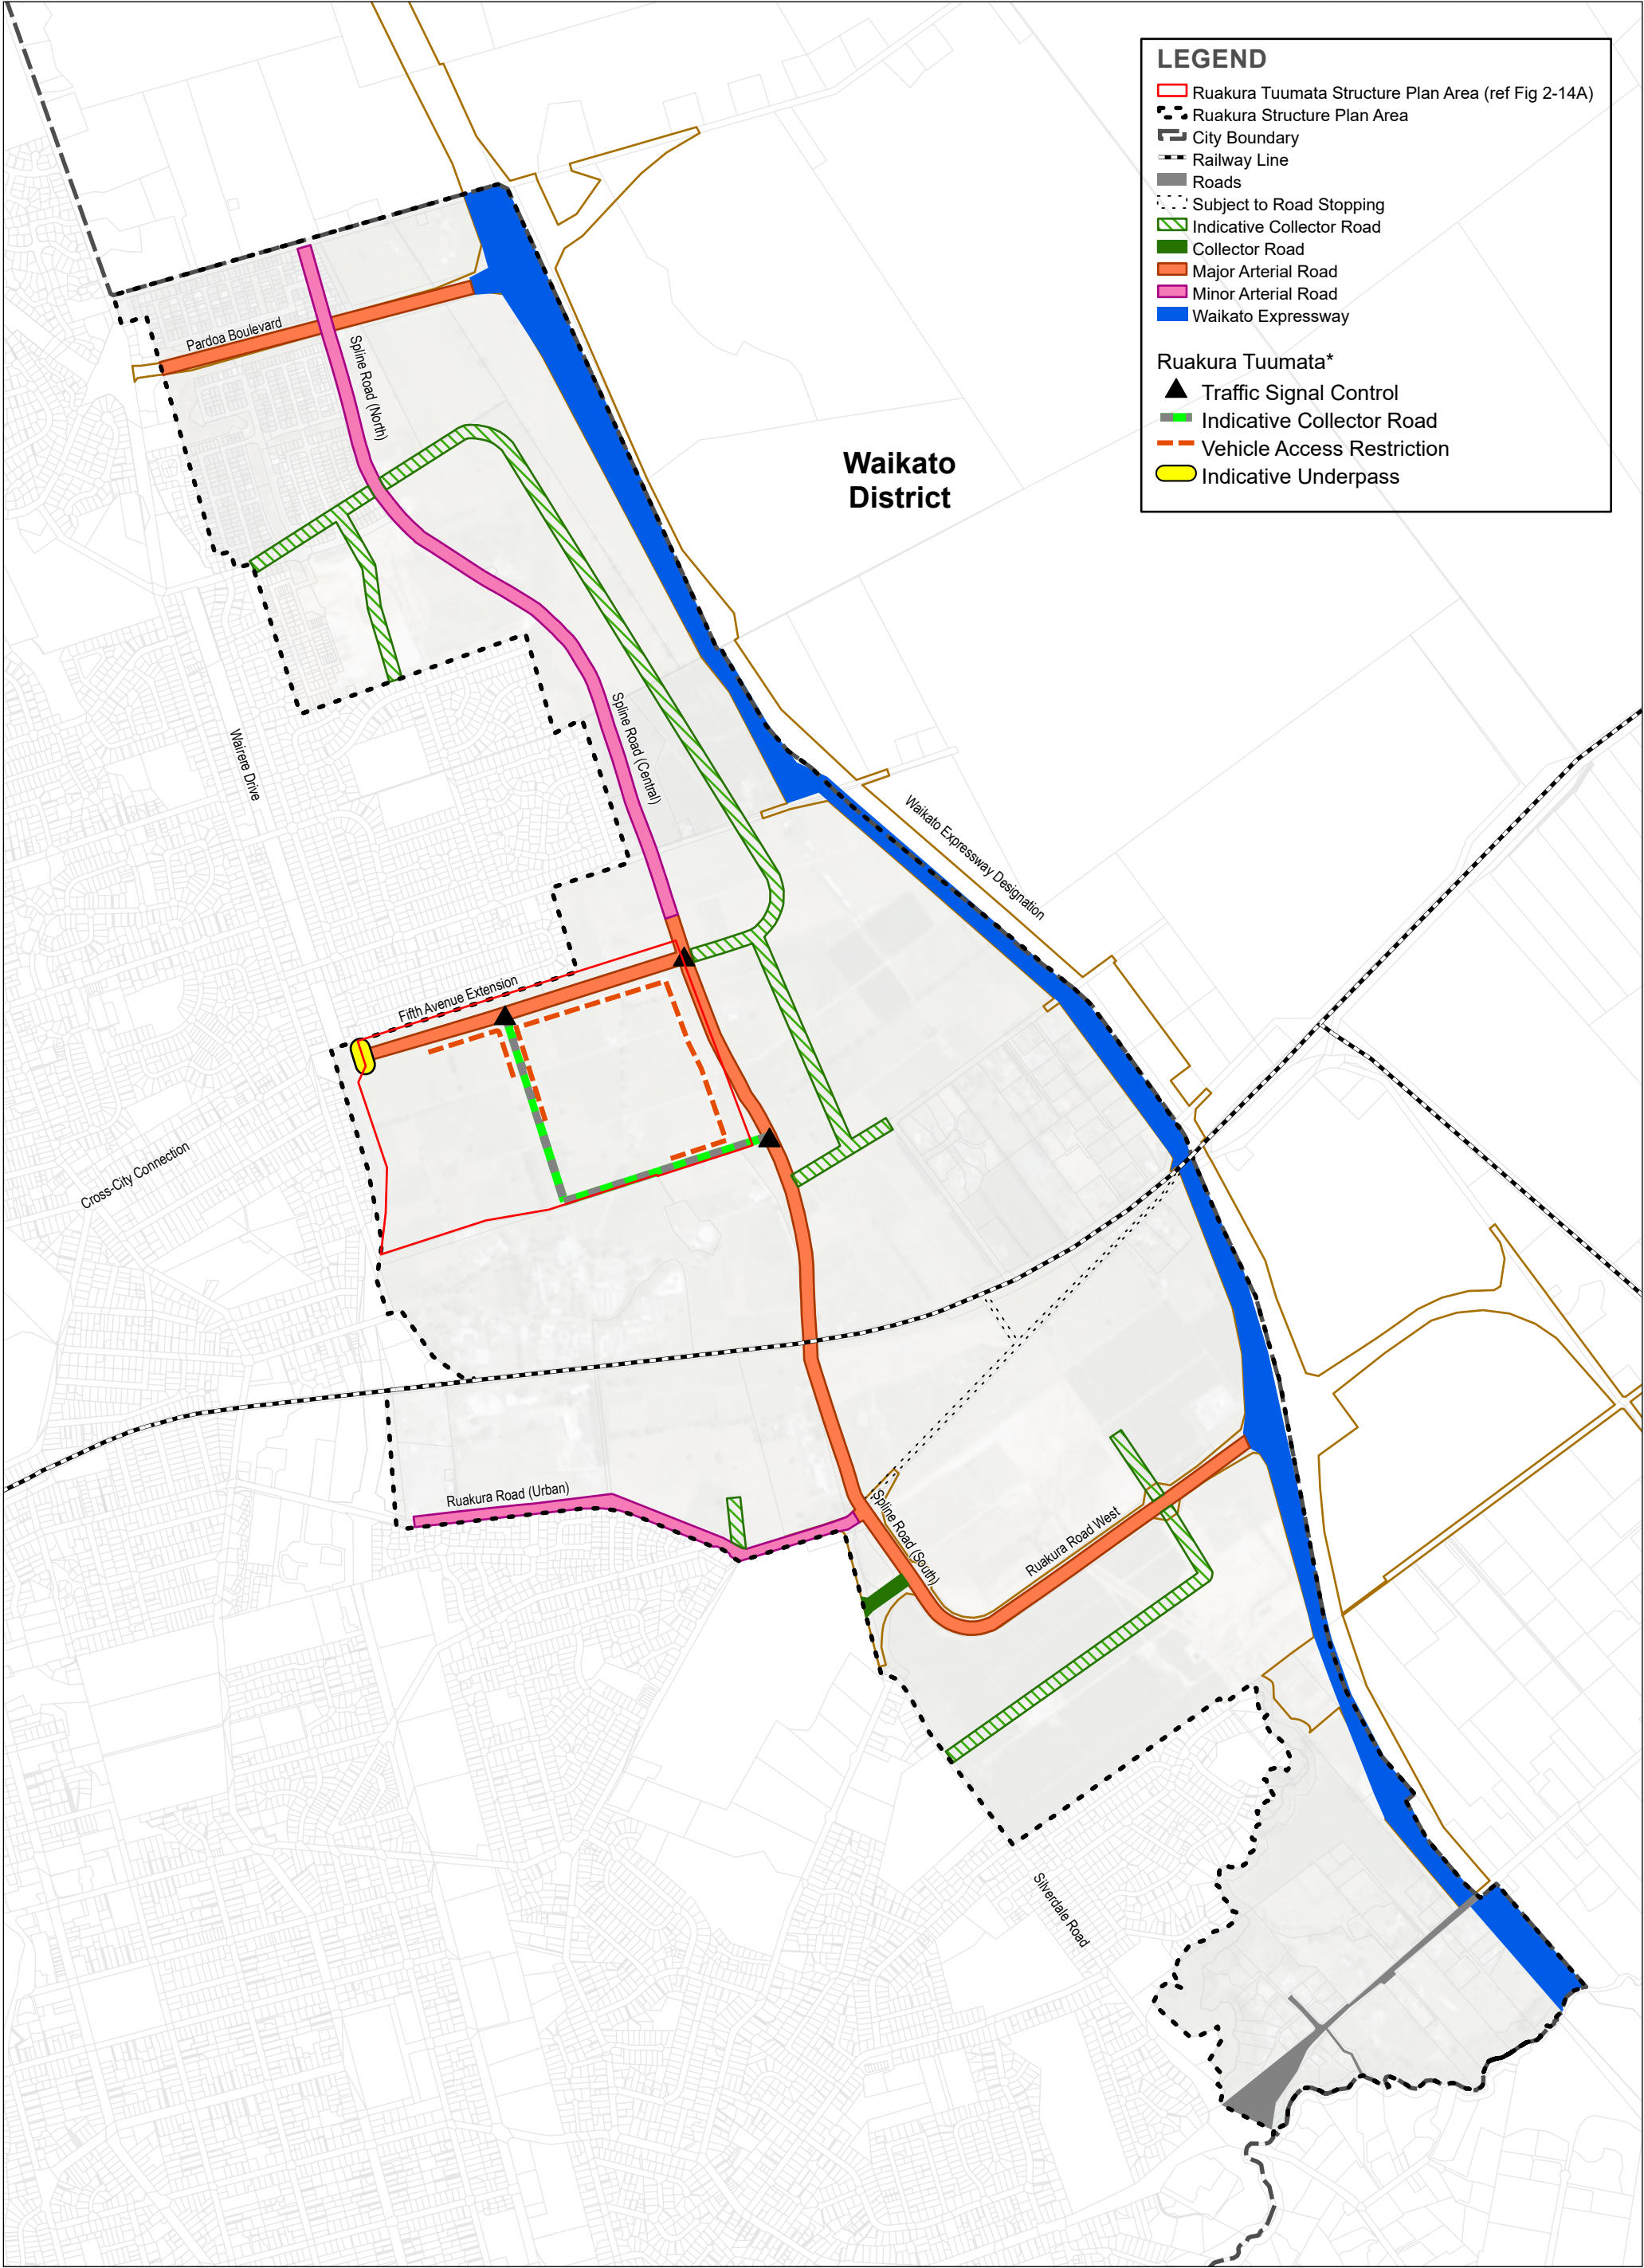 LEGEND
Ruakura Tuumata Structure Plan Area (ref Fig 2-14A)
Ruakura Structure Plan Area
City Boundary
Railway Line
Roads
Subject to Road Stopping
Indicative Collector Road
Collector Road
Major Arterial Road
Minor Arterial Road
Waikato Expressway
Ruakura Tuumata*
Traffic Signal Control
Indicative Collector Road
Vehicle Access Restriction
Indicative Underpass
Pardoa Boulevard
Spline Road (North)
Waikato
District
Spline Road (Central)
Wairere Drive
Waikato Expressway Designation
Fifth Avenue Extension
Cross-City Connection
Ruakura Road (Urban)
Spline Road (South)
Ruakura Road West
Silverdale Road